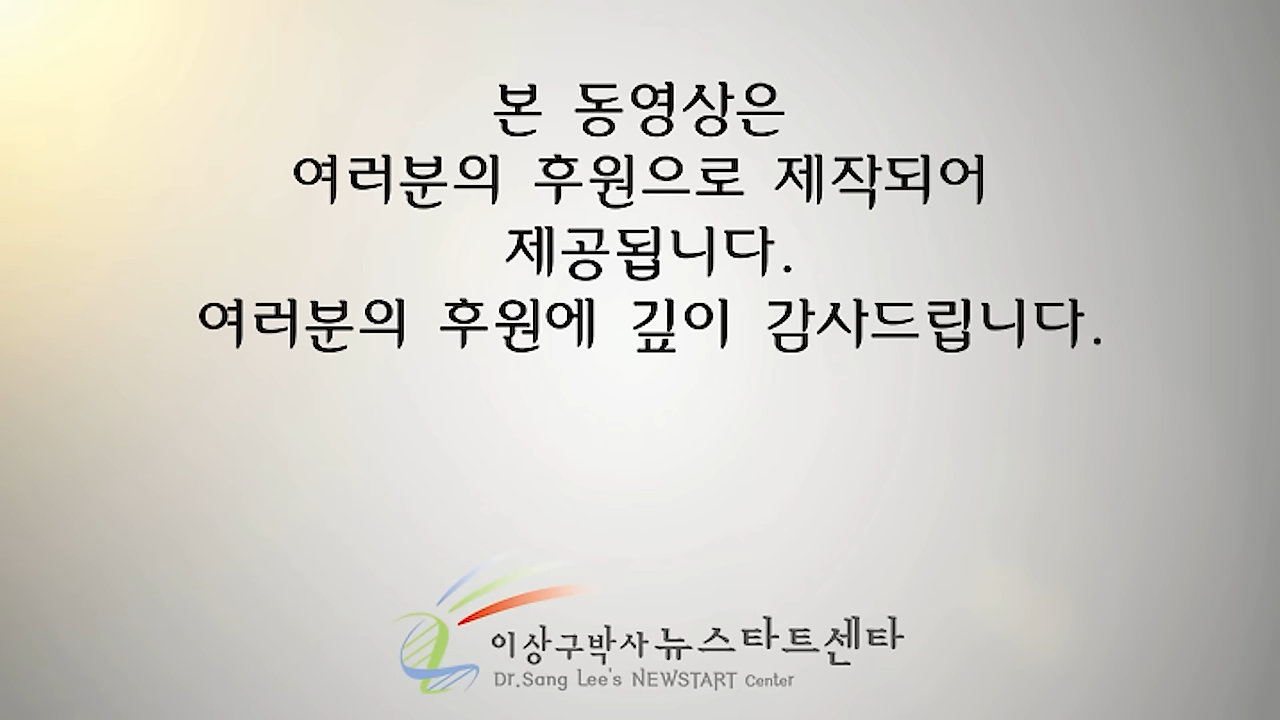 본 동영상은
여러분의 후원으로 제작되어
제공됩니다.
여러분의 후원에 깊이 감사드립니다.
이상구박사 뉴스타트센타
Dr.Sang Lee's NEWSTART Center